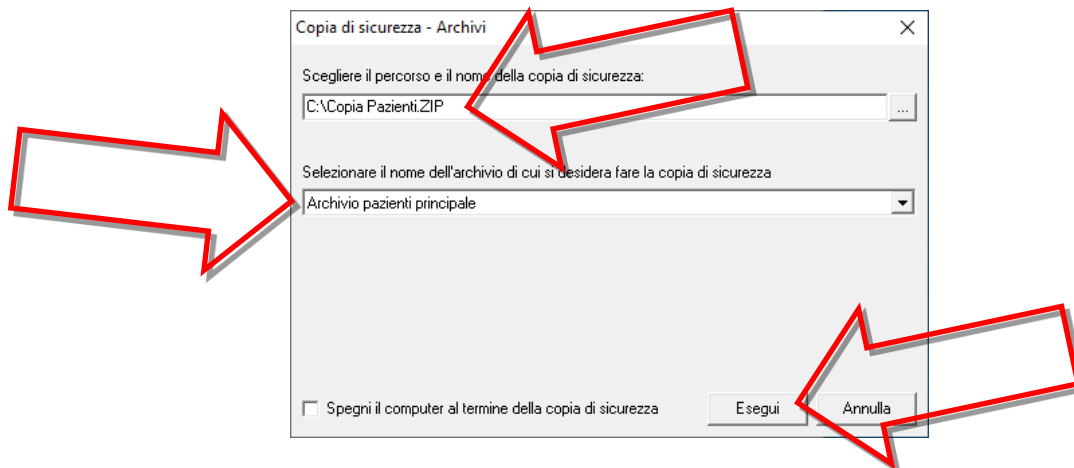 Copia di sicurezza - Archivi
Scegliere il percorso e il nome della copia di sicurezza:
C:\Copia Pazienti.ZIP
...
Selezionare il nome dell'archivio di cui si desidera fare la copia di sicurezza
Archivio pazienti principale
Spegni il computer al termine della copia di sicurezza
Esegui
Annulla